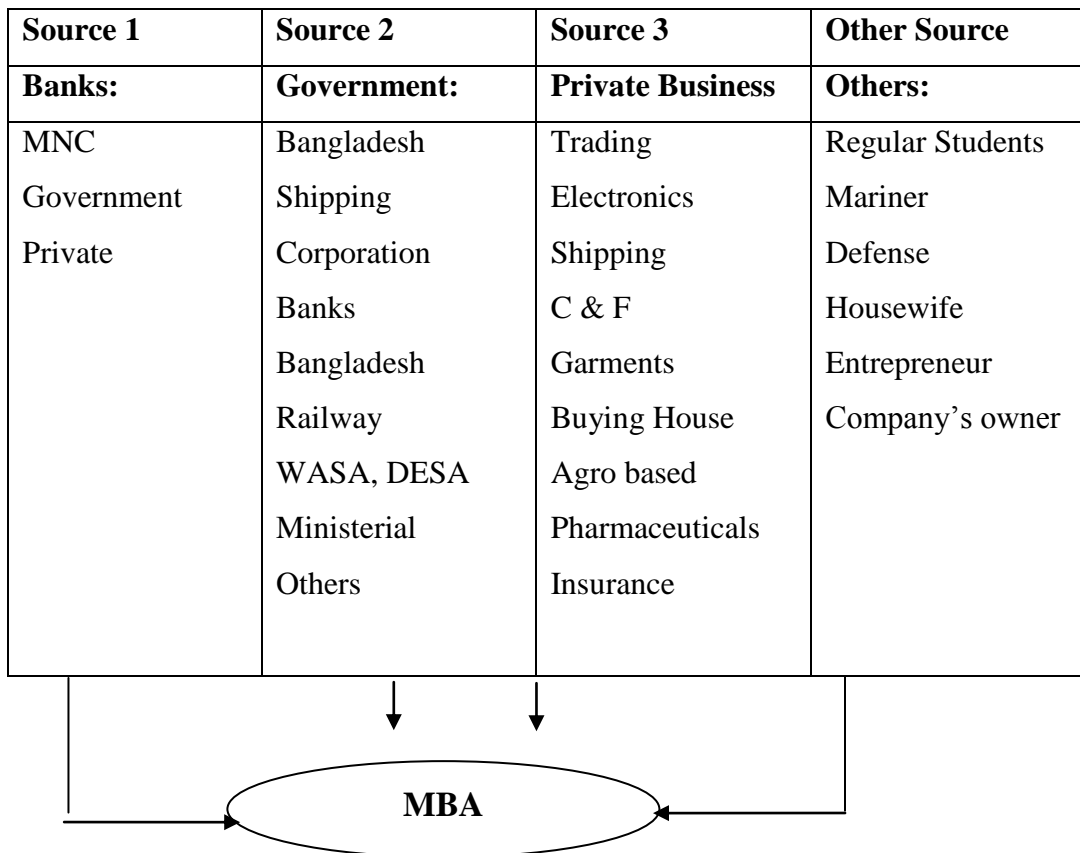 Source 1
Source 2
Source 3
Other Source
Banks:
Government:
Private Business
Others:
MNC
Government
Private
Bangladesh
Shipping
Corporation
Banks
Bangladesh
Railway
WASA, DESA
Ministerial
Others
Trading
Electronics
Shipping
C & F
Garments
Buying House
Agro based
Pharmaceuticals
Insurance
Regular Students
Mariner
Defense
Housewife
Entrepreneur
Company’s owner
MBA